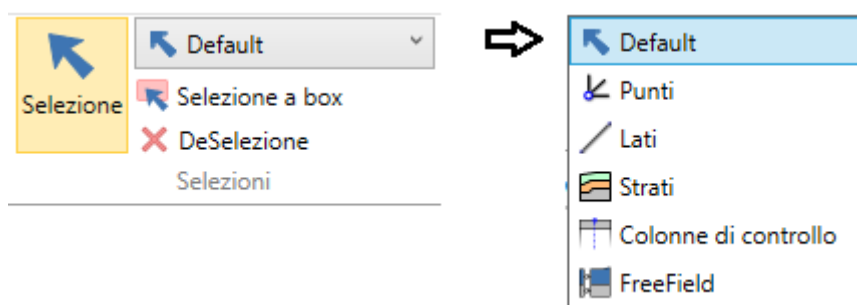 Selezione
Default
Selezione a box
DeSelezione
Selezioni
Default
Punti
Lati
Strati
Colonne di controllo
FreeField